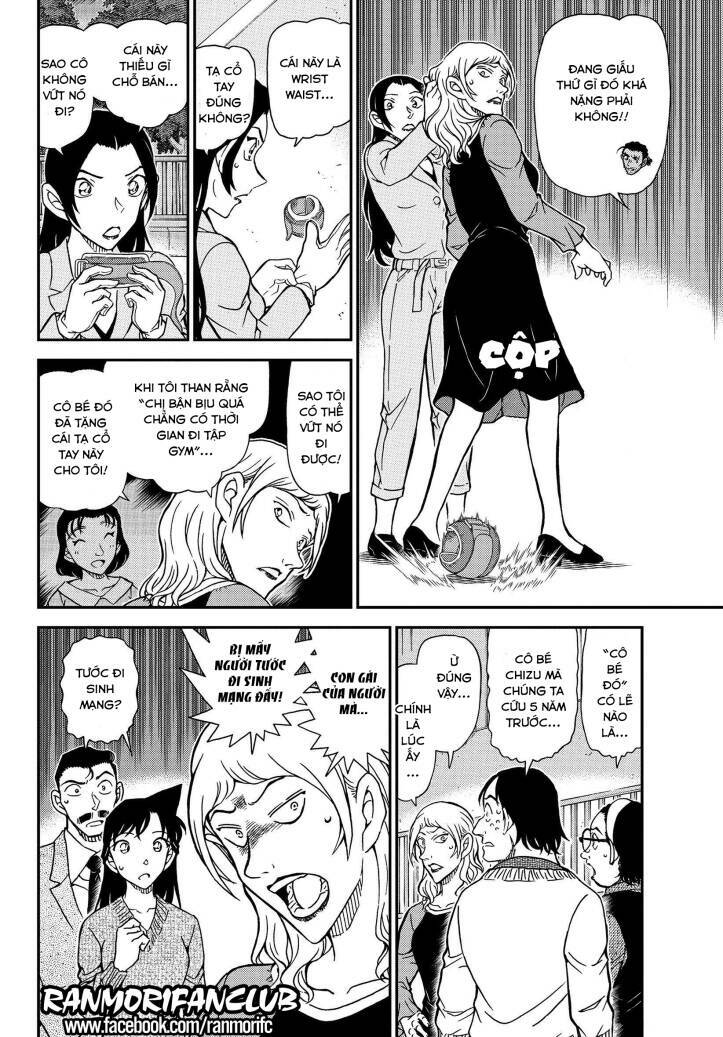 ĐANG GIẤU
THỨ GÌ ĐÓ KHÁ
NẶNG PHẢI
KHÔNG!!
CỘP
CÁI NÀY LÀ
WRIST
WAIST...
TẠ CỔ
TAY
ĐÚNG
KHÔNG?
CÁI NÀY
THIẾU GÌ
CHỖ BÁN...
SAO CÔ
KHÔNG
VỨT NÓ
ĐI?
SAO TÔI
CÓ THỂ
VỨT NÓ
ĐI
ĐƯỢC!
KHI TÔI THAN RẰNG
“CHỊ BẬN BỊU QUÁ
CHẲNG CÓ THỜI
GIAN ĐI TẬP
GYM”...
CÔ BÉ ĐÓ
ĐÃ TẶNG
CÁI TẠ CỔ
TAY NÀY
CHO TÔI!
“CÔ
BÉ
ĐÓ”
CÓ LẼ
NÀO
LÀ...
CÔ BÉ
CHIZU MÀ
CHÚNG TA
CỨU 5 NĂM
TRƯỚC...
Ừ
ĐÚNG
VẬY...
CHÍNH
LÀ
LÚC
ẤY
...
CON GÁI
CỦA NGƯỜI
MÀ...
BỊ MẤY
NGƯỜI TƯỚC
ĐI SINH
MẠNG ĐẤY!
TƯỚC ĐI
SINH
MẠNG?
RANMORIFANCLUB
www.facebook.com/ranmorifc